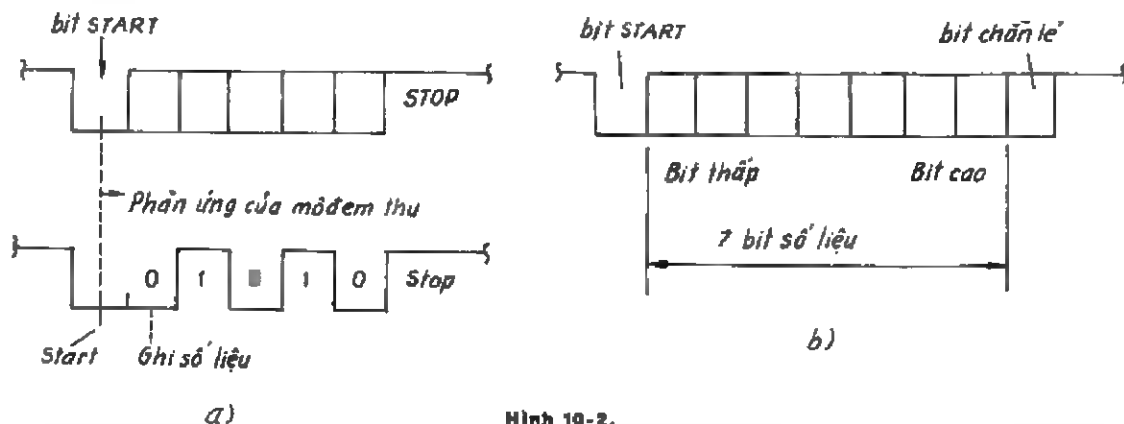 bit START
STOP
Phản ứng của môđem thu
0 1 1 0 Stop
Start
Ghi số liệu
a)
bit START
bit chẵn lẻ
Bit thấp
Bit cao
7 bit số liệu
b)
Hình 10-2.